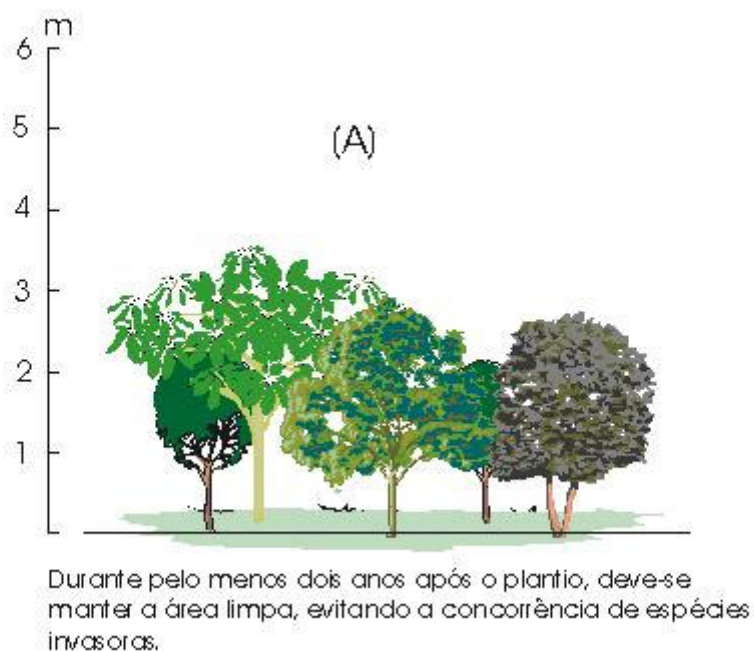 m
6
5
(A)
4
3
2
1
Durante pelo menos dois anos após o plantio, deve-se
manter a área limpa, evitando a concorrência de espécies
invasoras.